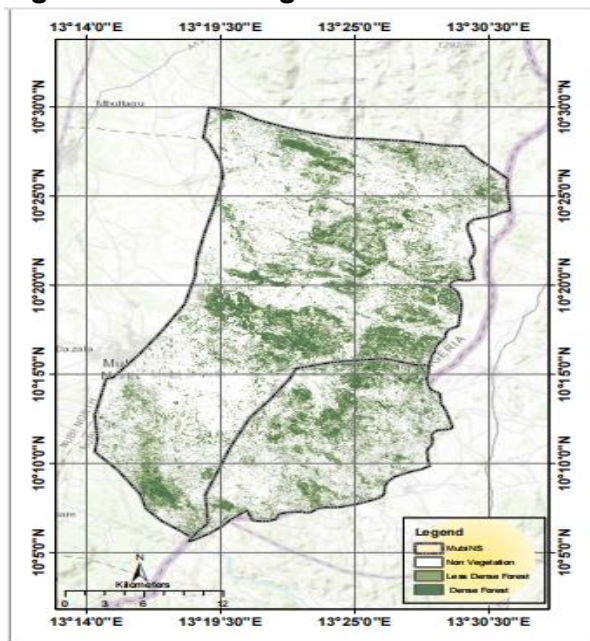 13°14'0"E 13°19'30"E 13°25'0"E 13°30'30"E
10°30'0"N 10°30'0"N
10°25'0"N 10°25'0"N
10°20'0"N 10°20'0"N
10°15'0"N 10°15'0"N
10°10'0"N 10°10'0"N
10°5'0"N 10°5'0"N
Legend
Mubi NS
Non Vegetation
Less Dense Forest
Dense Forest
N
Kilometers
0 3 6 12
13°14'0"E 13°19'30"E 13°25'0"E 13°30'30"E